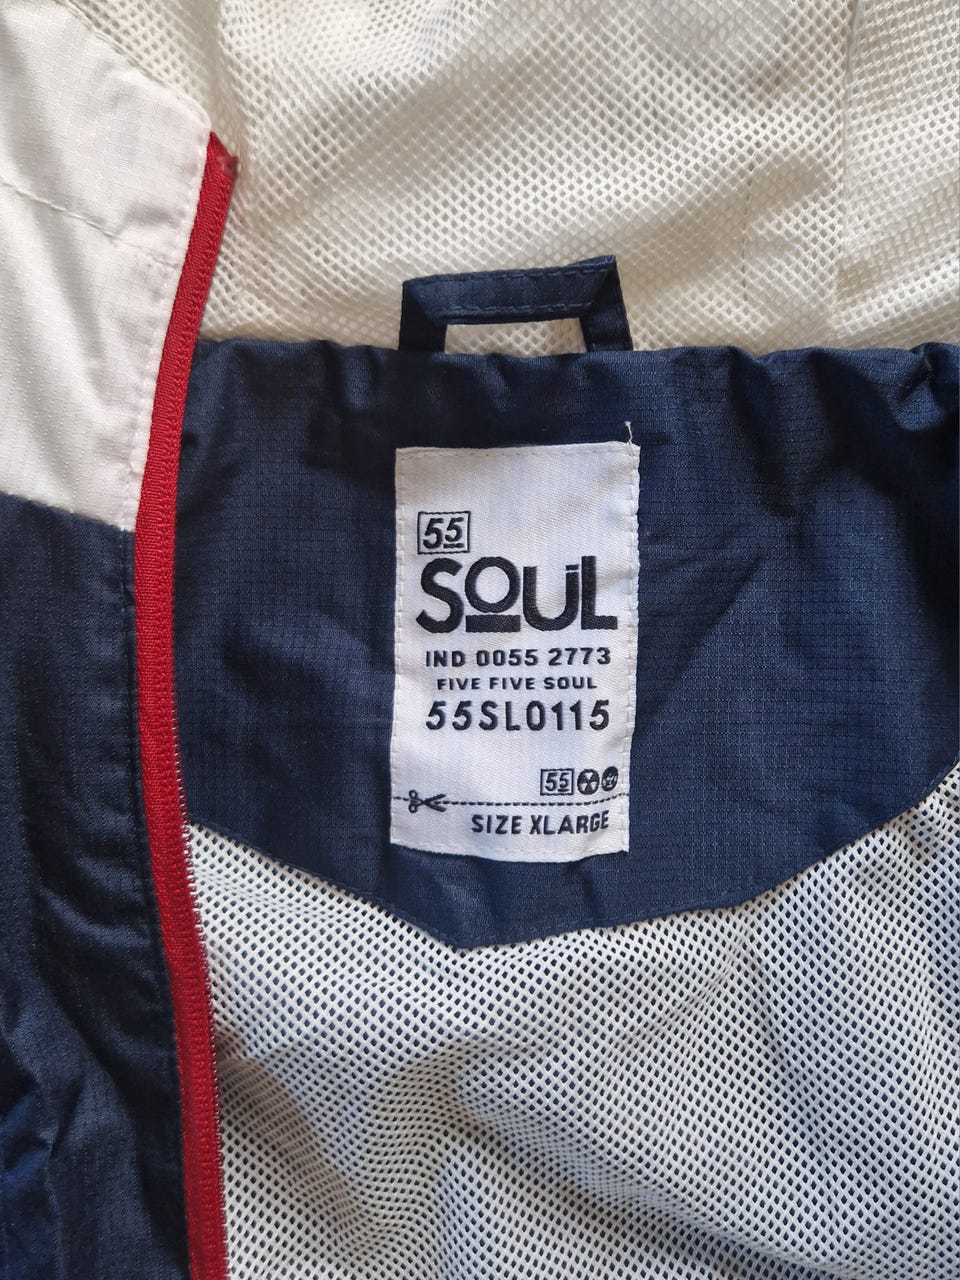 55
SOUL
IND 0055 2773
FIVE FIVE SOUL
55SL0115
55
SIZE XLARGE